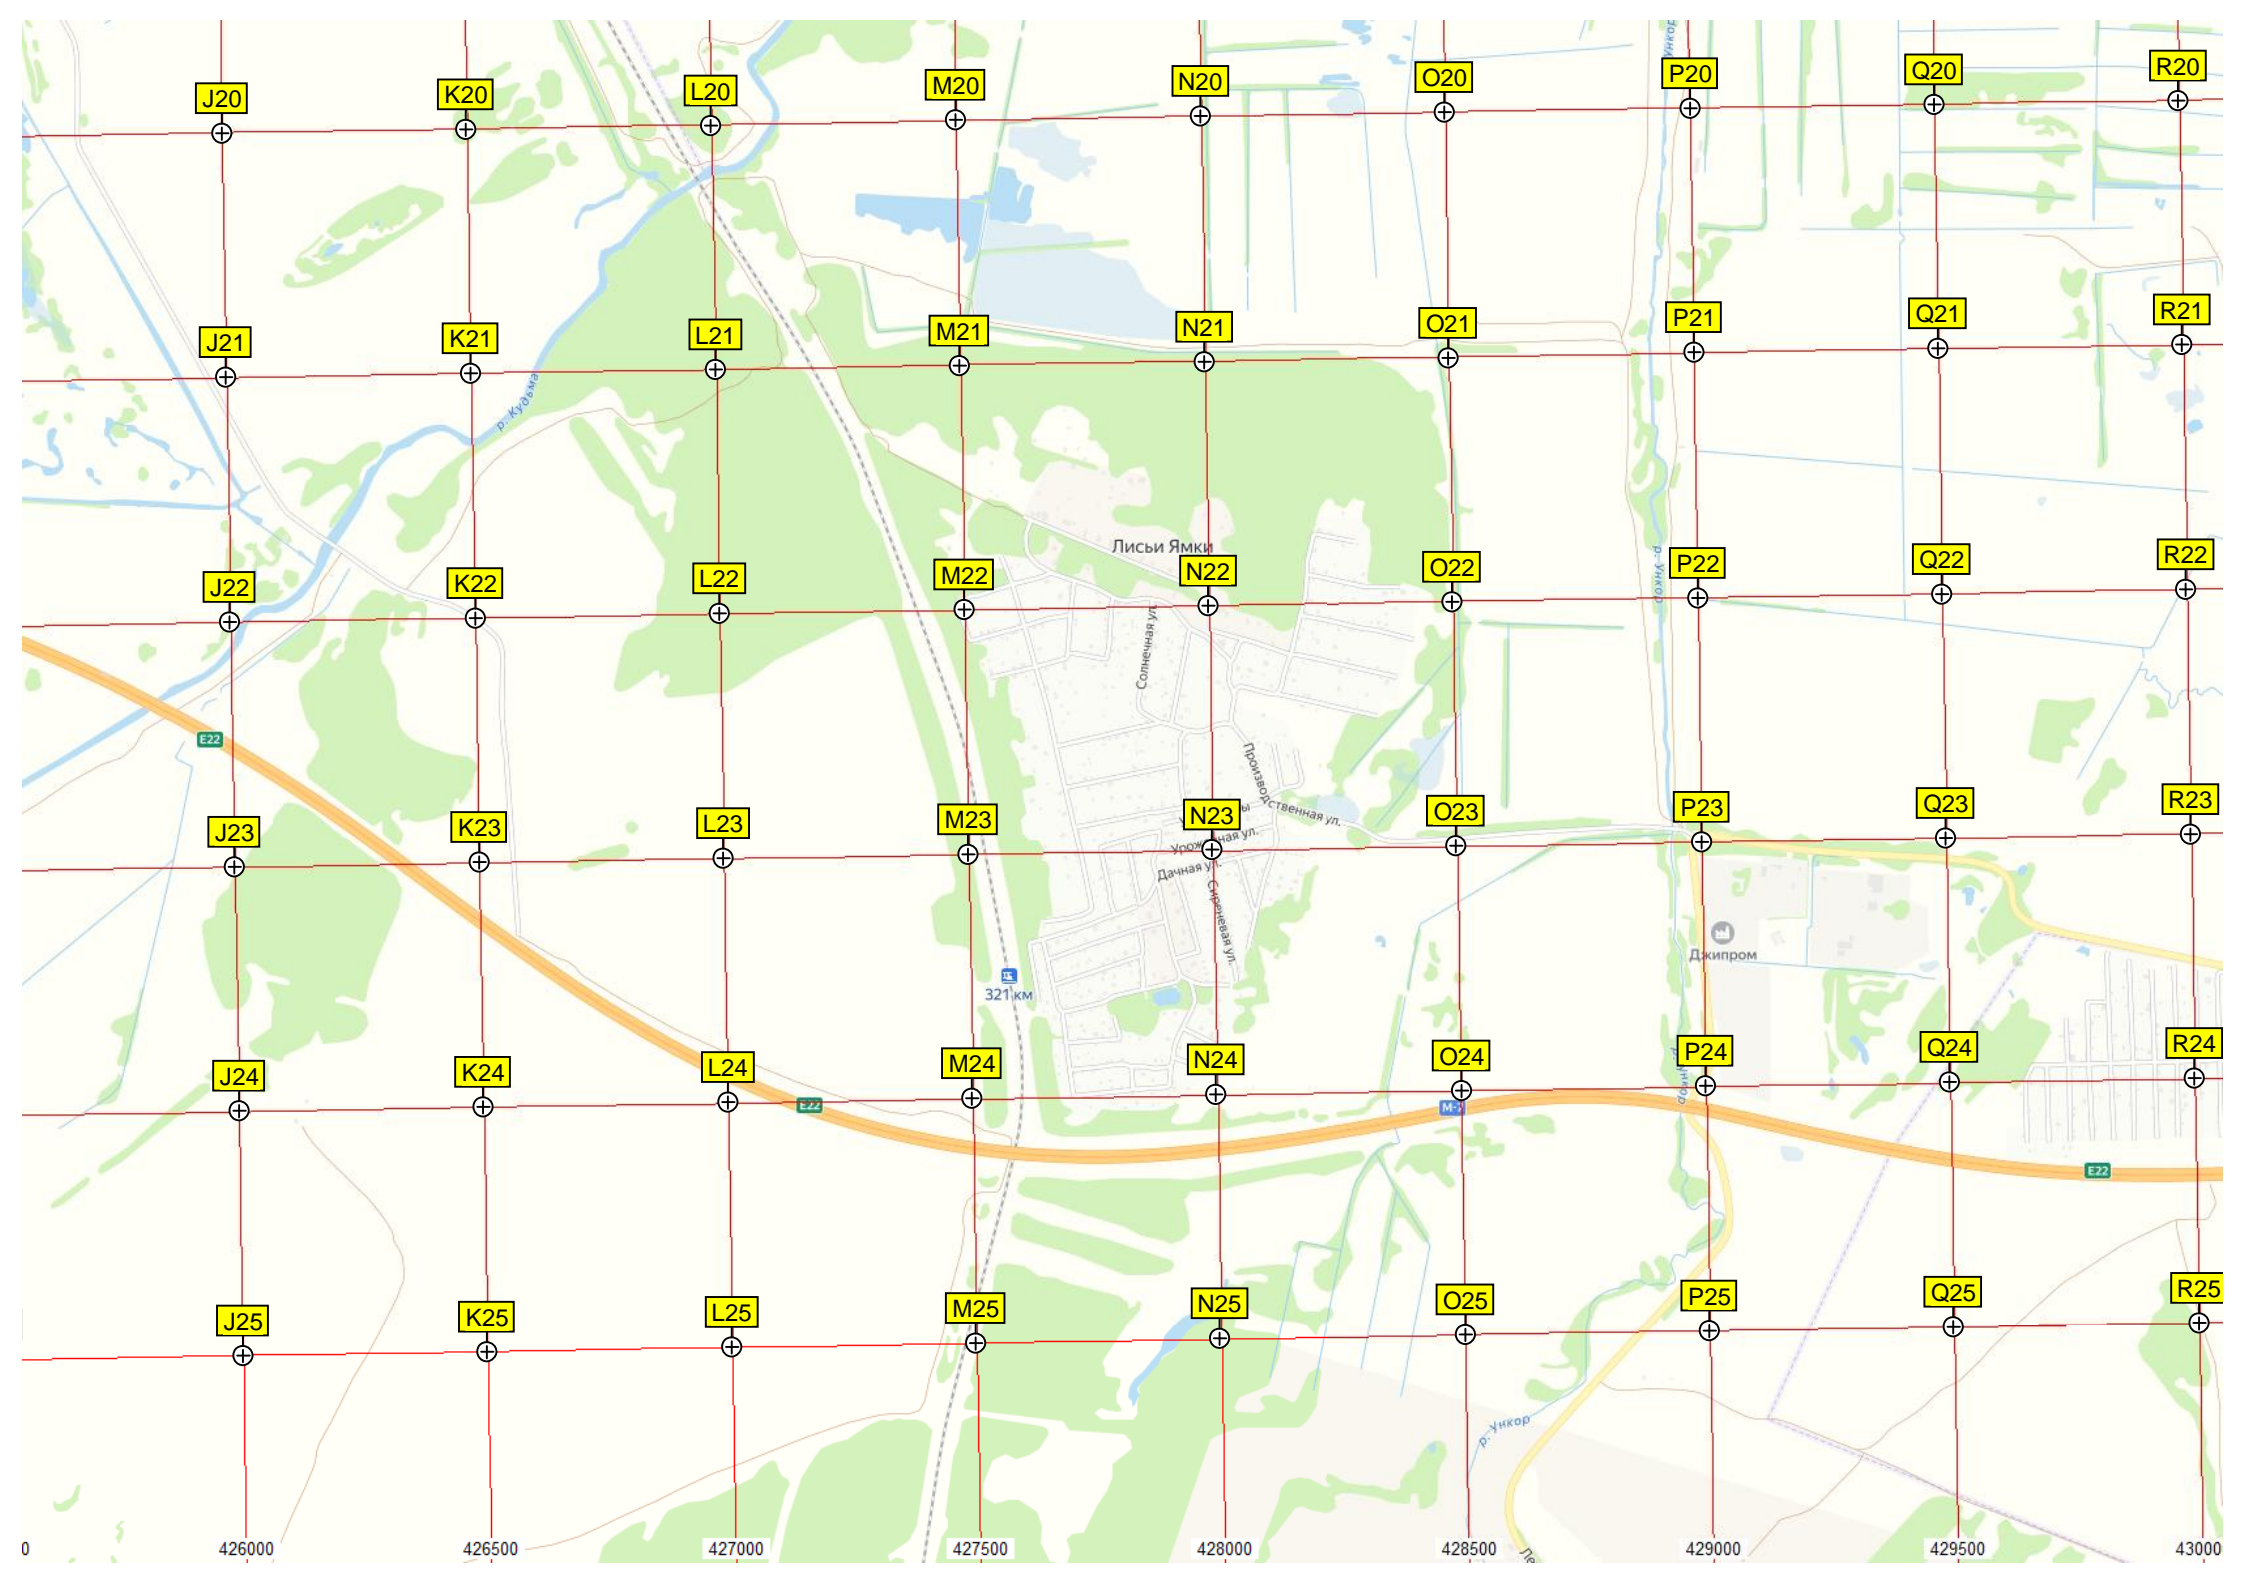 J20 K20 L20 M20 N20 O20 P20 Q20 R20
J21 K21 L21 M21 N21 O21 P21 Q21 R21
р. Кудьма
Лисьи Ямки
р. Ункор
J22 K22 L22 M22 N22 O22 P22 Q22 R22
Солнечная ул.
E22
Производственная ул.
J23 K23 L23 M23 N23 O23 P23 Q23 R23
Дачная ул.
Сиреневая ул.
Джипром
321 км
J24 K24 L24 M24 N24 O24 P24 Q24 R24
E22
E22
J25 K25 L25 M25 N25 O25 P25 Q25 R25
р. Ункор
0 426000 426500 427000 427500 428000 428500 429000 429500 43000